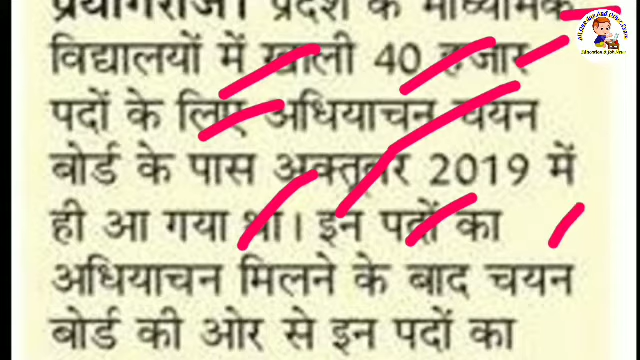 प्रयागराज। प्रदेश के माध्यमिक
विद्यालयों में खाली 40 हजार
पदों के लिए अधियाचन चयन
बोर्ड के पास अक्तूबर 2019 में
ही आ गया था। इन पदों का
अधियाचन मिलने के बाद चयन
बोर्ड की ओर से इन पदों का